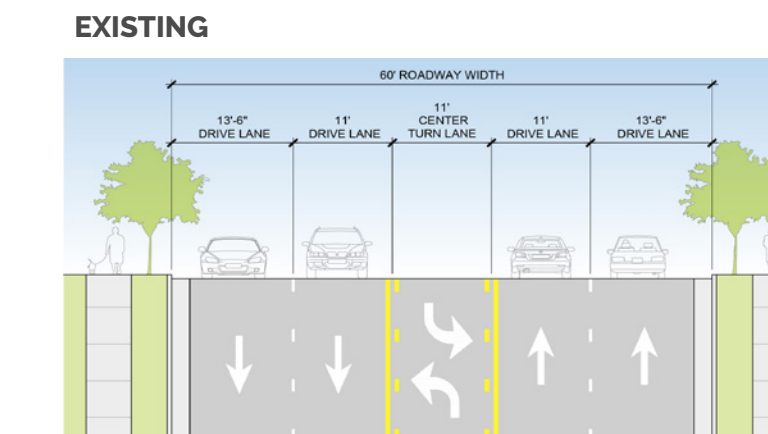 EXISTING
60' ROADWAY WIDTH
13'-6"
DRIVE LANE
11'
DRIVE LANE
11'
CENTER
TURN LANE
11'
DRIVE LANE
13'-6"
DRIVE LANE